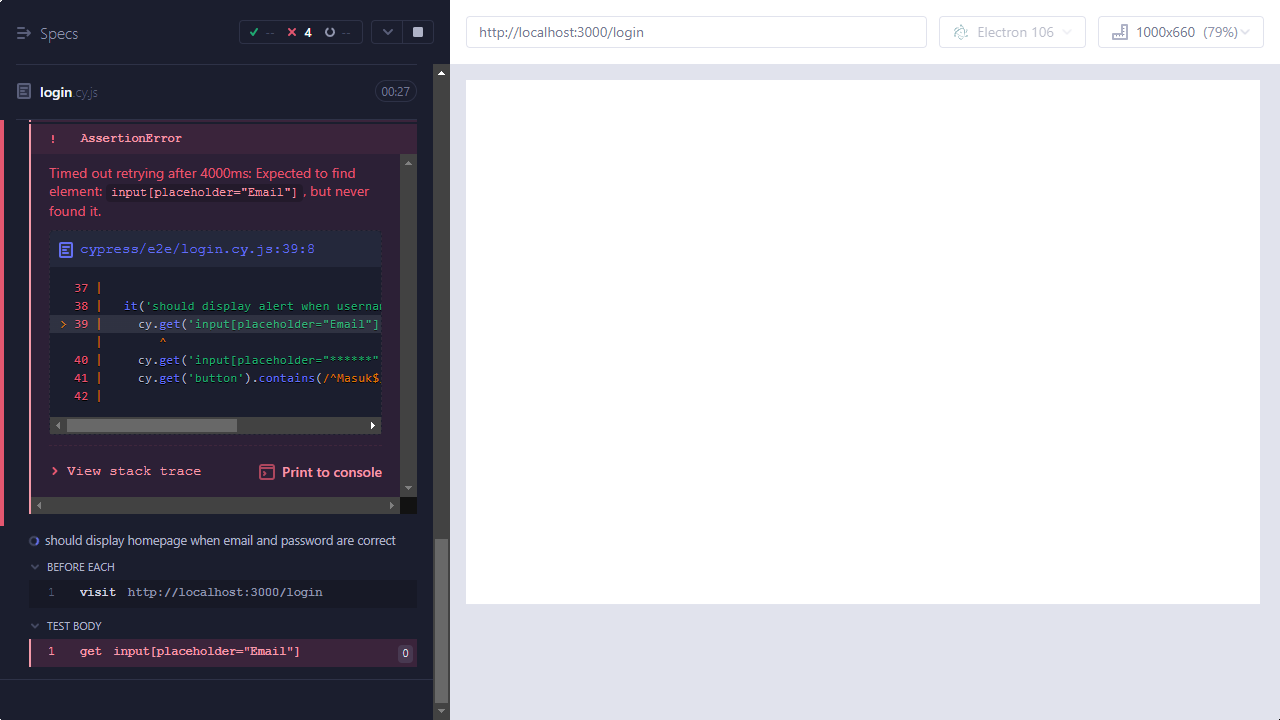 Specs
-- 4 --
login.cy.js 00:27
! AssertionError
Timed out retrying after 4000ms: Expected to find
element: input[placeholder="Email"], but never
found it.
cypress/e2e/login.cy.js:39:8
37 |
38 | it('should display alert when userna
> 39 | cy.get('input[placeholder="Email"]
| ^
40 | cy.get('input[placeholder="******"
41 | cy.get('button').contains(/^Masuk$
42 |
> View stack trace Print to console
should display homepage when email and password are correct
BEFORE EACH
1 visit http://localhost:3000/login
TEST BODY
1 get input[placeholder="Email"] 0
http://localhost:3000/login
Electron 106
1000x660 (79%)